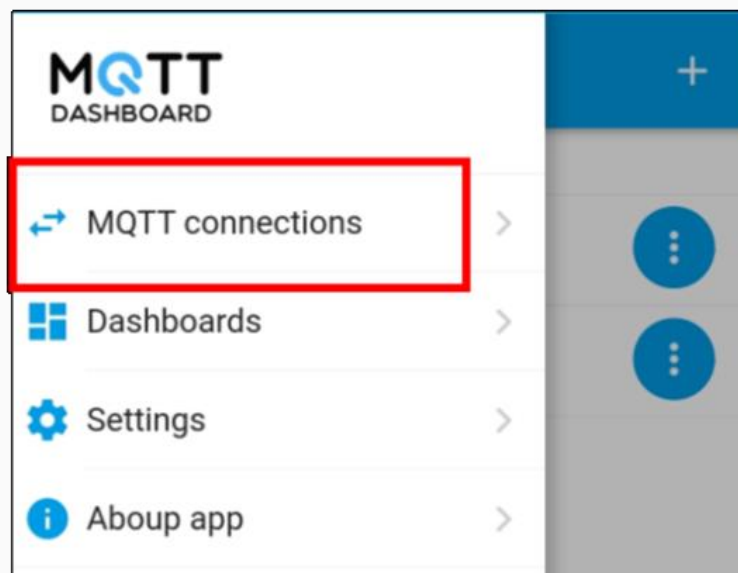 MQTT
DASHBOARD
MQTT connections
Dashboards
Settings
Aboup app